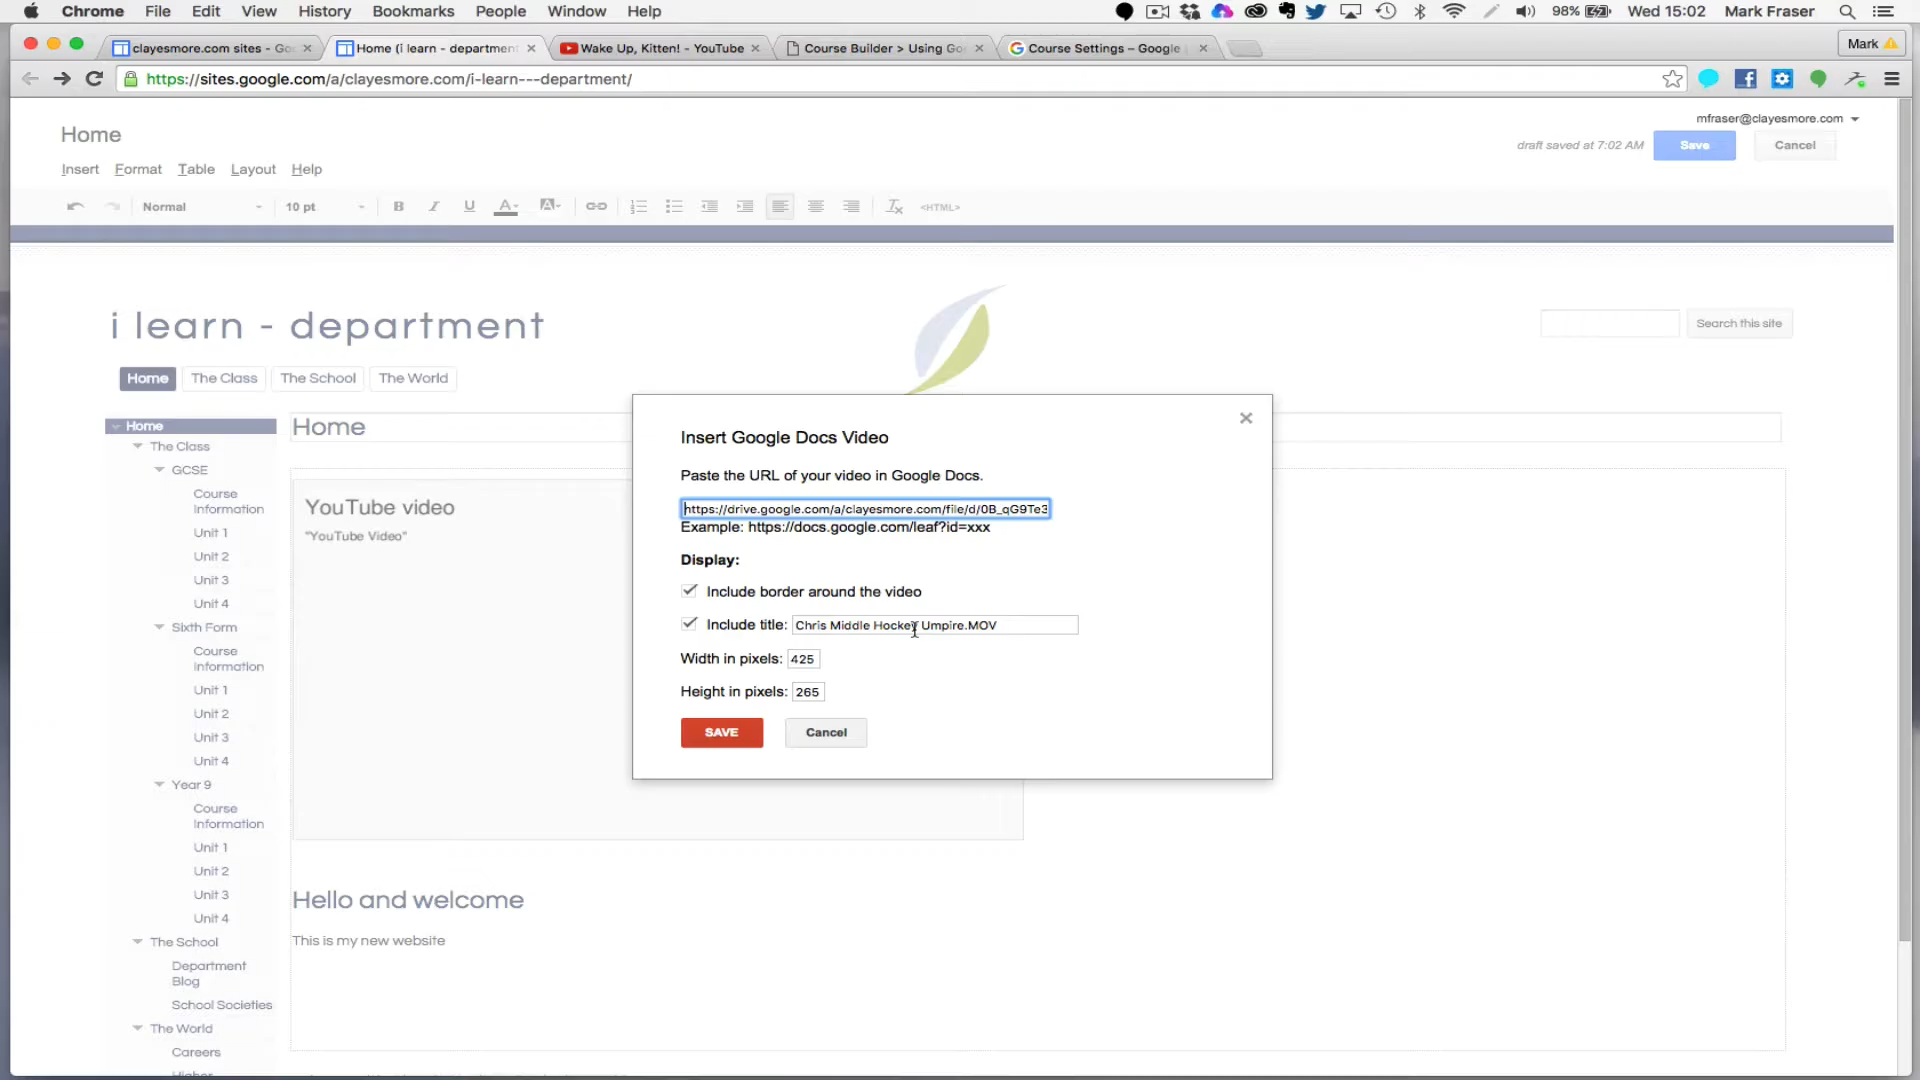 Chrome File Edit View History Bookmarks People Window Help 98% Wed 15:02 Mark Fraser
clayesmore.com sites - Go Home (i learn - department Wake Up, Kitten! - YouTube Course Builder > Using Go Course Settings – Google Mark
https://sites.google.com/a/clayesmore.com/i-learn---department/
mfraser@clayesmore.com
Home
draft saved at 7:02 AM Save Cancel
Insert Format Table Layout Help
Normal 10 pt B I U A A <HTML>
i learn - department
Search this site
Home The Class The School The World
Home
The Class
GCSE
Course
Information
Unit 1
Unit 2
Unit 3
Unit 4
Sixth Form
Course
Information
Unit 1
Unit 2
Unit 3
Unit 4
Year 9
Course
Information
Unit 1
Unit 2
Unit 3
Unit 4
The School
Department
Blog
School Societies
The World
Careers
Higher
Home
YouTube video
"YouTube Video"
Hello and welcome
This is my new website
Insert Google Docs Video
Paste the URL of your video in Google Docs.
https://drive.google.com/a/clayesmore.com/file/d/0B_qG9Te3
Example: https://docs.google.com/leaf?id=xxx
Display:
Include border around the video
Include title: Chris Middle Hockey Umpire.MOV
Width in pixels: 425
Height in pixels: 265
SAVE Cancel